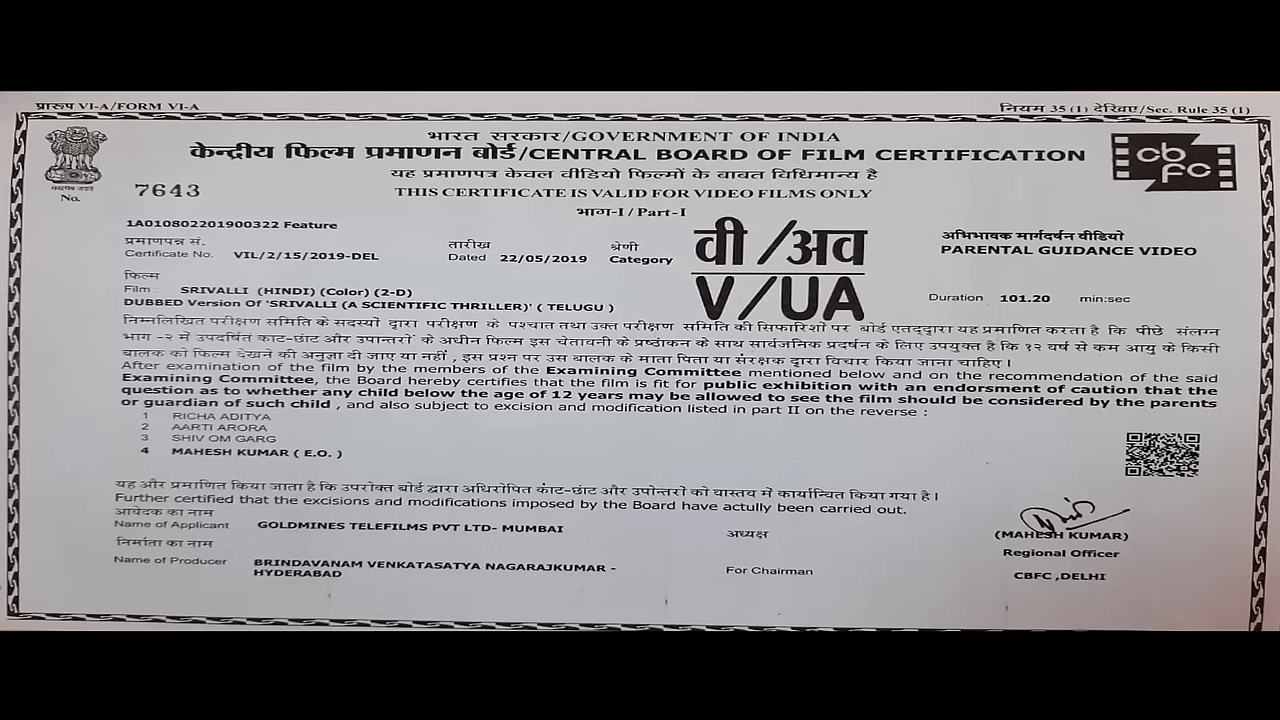 प्रारूप VI-A/FORM VI-A
नियम 35 (1) देखिए/Sec. Rule 35 (1)
भारत सरकार/GOVERNMENT OF INDIA
केन्द्रीय फिल्म प्रमाणन बोर्ड/CENTRAL BOARD OF FILM CERTIFICATION
cbfc
यह प्रमाणपत्र केवल वीडियो फिल्मों के बावत विधिमान्य है
सत्यमेव जयते
No. 7643
THIS CERTIFICATE IS VALID FOR VIDEO FILMS ONLY
भाग-I / Part-I
1A010802201900322 Feature
प्रमाणपत्र सं. तारीख श्रेणी वी/अव अभिभावक मार्गदर्शन वीडियो
Certificate No. VIL/2/15/2019-DEL Dated 22/05/2019 Category V/UA PARENTAL GUIDANCE VIDEO
फिल्म
Film : SRIVALLI (HINDI) (Color) (2-D) Duration 101.20 min:sec
DUBBED Version Of 'SRIVALLI (A SCIENTIFIC THRILLER)' ( TELUGU )
निम्नलिखित परीक्षण समिति के सदस्यों द्वारा परीक्षण के पश्चात तथा उक्त परीक्षण समिति की सिफारिशों पर बोर्ड एतद्द्वारा यह प्रमाणित करता है कि पीछे संलग्न
भाग -२ में उपदर्शित काट-छांट और उपान्तरों के अधीन फिल्म इस चेतावनी के प्रष्ठांकन के साथ सार्वजनिक प्रदर्शन के लिए उपयुक्त है कि १२ वर्ष से कम आयु के किसी
बालक को फिल्म देखने की अनुज्ञा दी जाए या नहीं , इस प्रश्न पर उस बालक के माता पिता या संरक्षक द्वारा विचार किया जाना चाहिए ।
After examination of the film by the members of the Examining Committee mentioned below and on the recommendation of the said
Examining Committee, the Board hereby certifies that the film is fit for public exhibition with an endorsment of caution that the
question as to whether any child below the age of 12 years may be allowed to see the film should be considered by the parents
or guardian of such child , and also subject to excision and modification listed in part II on the reverse :
1 RICHA ADITYA
2 AARTI ARORA
3 SHIV OM GARG
4 MAHESH KUMAR ( E.O. )
यह और प्रमाणित किया जाता है कि उपरोक्त बोर्ड द्वारा अधिरोपित काट-छांट और उपोन्तरों को वास्तव में कार्यान्वित किया गया है ।
Further certified that the excisions and modifications imposed by the Board have actully been carried out.
आवेदक का नाम
Name of Applicant GOLDMINES TELEFILMS PVT LTD- MUMBAI
अध्यक्ष
(MAHESH KUMAR)
निर्माता का नाम
Regional Officer
Name of Producer BRINDAVANAM VENKATASATYA NAGARAJKUMAR -
HYDERABAD
For Chairman
CBFC ,DELHI